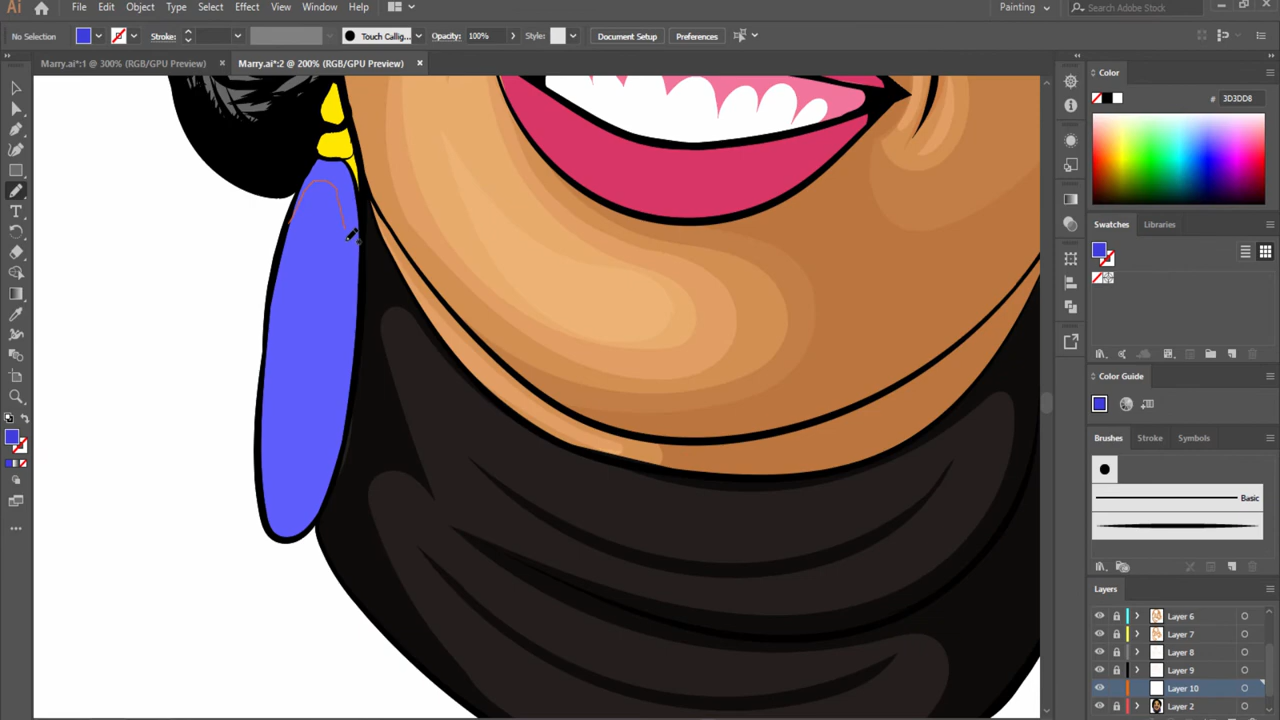 Ai File Edit Object Type Select Effect View Window Help Painting Search Adobe Stock
No Selection Stroke: Touch Callig... Opacity: 100% Style: Document Setup Preferences
Marry.ai*:1 @ 300% (RGB/GPU Preview) × Marry.ai*:2 @ 200% (RGB/GPU Preview) ×
Color
# 3D3DD8
Swatches Libraries
Color Guide
Brushes Stroke Symbols
Basic
Layers
Layer 6
Layer 7
Layer 8
Layer 9
Layer 10
Layer 2